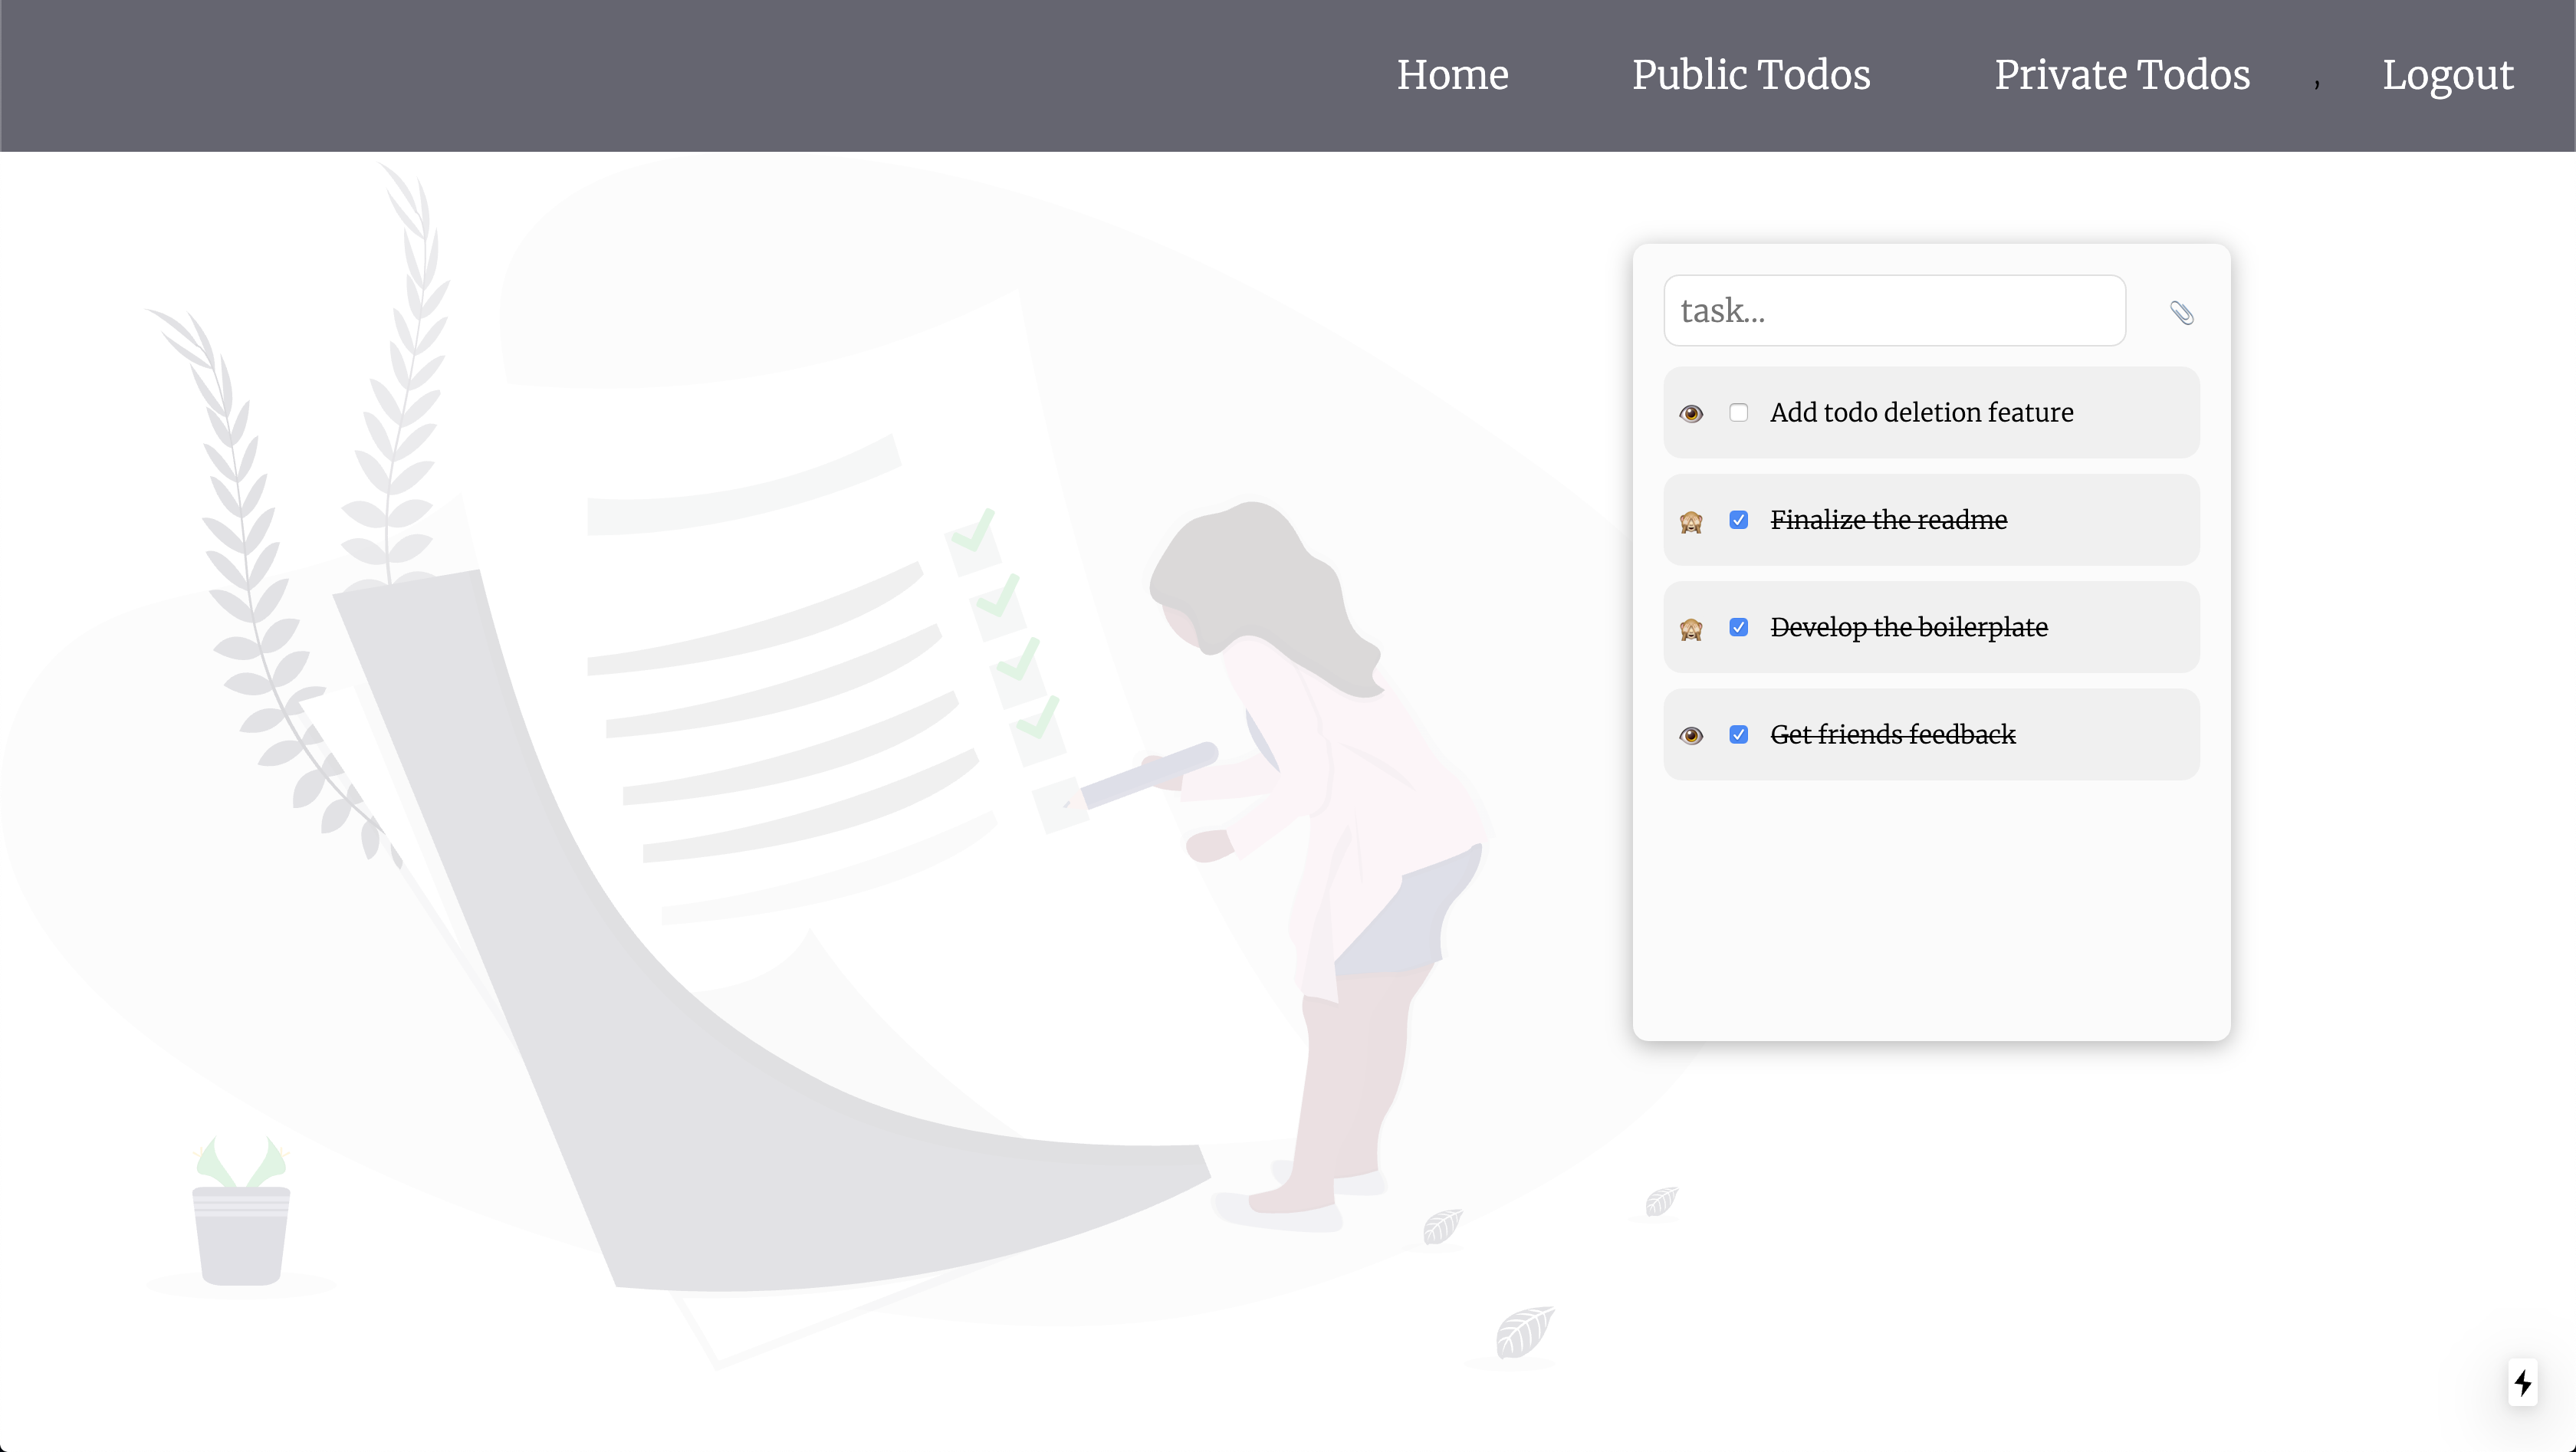 Home Public Todos Private Todos , Logout
task...
Add todo deletion feature
Finalize the readme
Develop the boilerplate
Get friends feedback